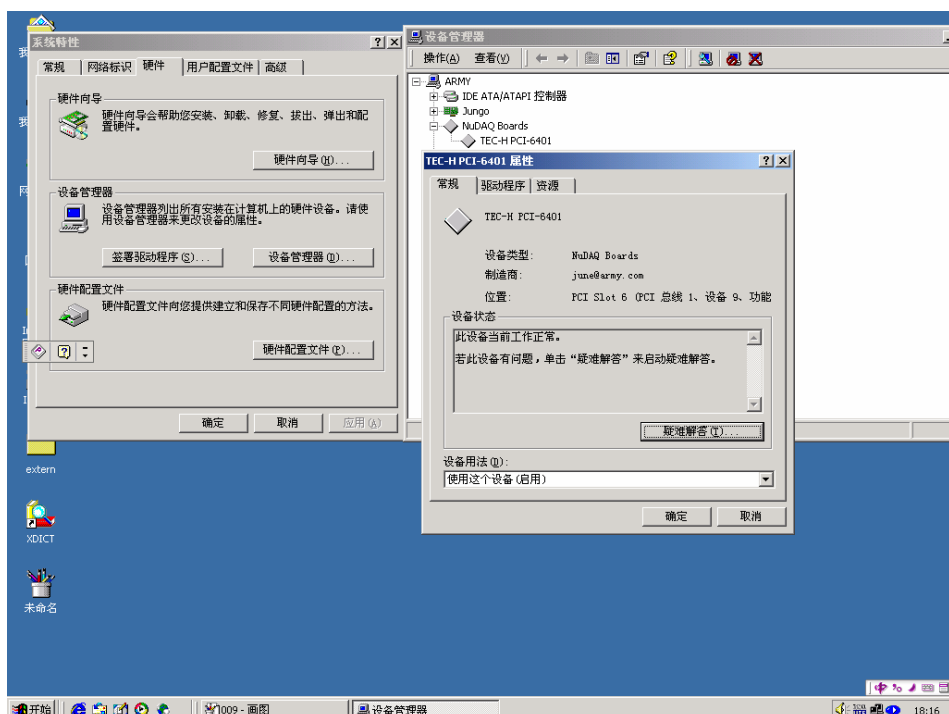 系统特性
常规
网络标识
硬件
用户配置文件
高级
硬件向导
硬件向导会帮助您安装、卸载、修复、拔出、弹出和配
置硬件。
硬件向导(H)...
设备管理器
设备管理器列出所有安装在计算机上的硬件设备。请使
用设备管理器来更改设备的属性。
签署驱动程序(S)...
设备管理器(D)...
硬件配置文件
硬件配置文件向您提供建立和保存不同硬件配置的方法。
硬件配置文件(P)...
确定
取消
应用(A)
设备管理器
操作(A)
查看(V)
ARMY
IDE ATA/ATAPI 控制器
Jungo
NuDAQ Boards
TEC-H PCI-6401
TEC-H PCI-6401 属性
常规
驱动程序
资源
TEC-H PCI-6401
设备类型: NuDAQ Boards
制造商: june@army.com
位置: PCI Slot 6 (PCI 总线 1、设备 9、功能
设备状态
此设备当前工作正常。
若此设备有问题，单击“疑难解答”来启动疑难解答。
疑难解答(T)...
设备用法(D):
使用这个设备(启用)
确定
取消
extern
XDICT
未命名
开始
009 - 画图
设备管理器
18:16